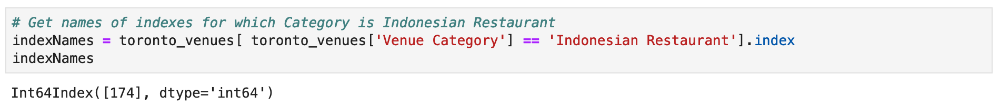 # Get names of indexes for which Category is Indonesian Restaurant
indexNames = toronto_venues[ toronto_venues['Venue Category'] == 'Indonesian Restaurant'].index
indexNames
Int64Index([174], dtype='int64')